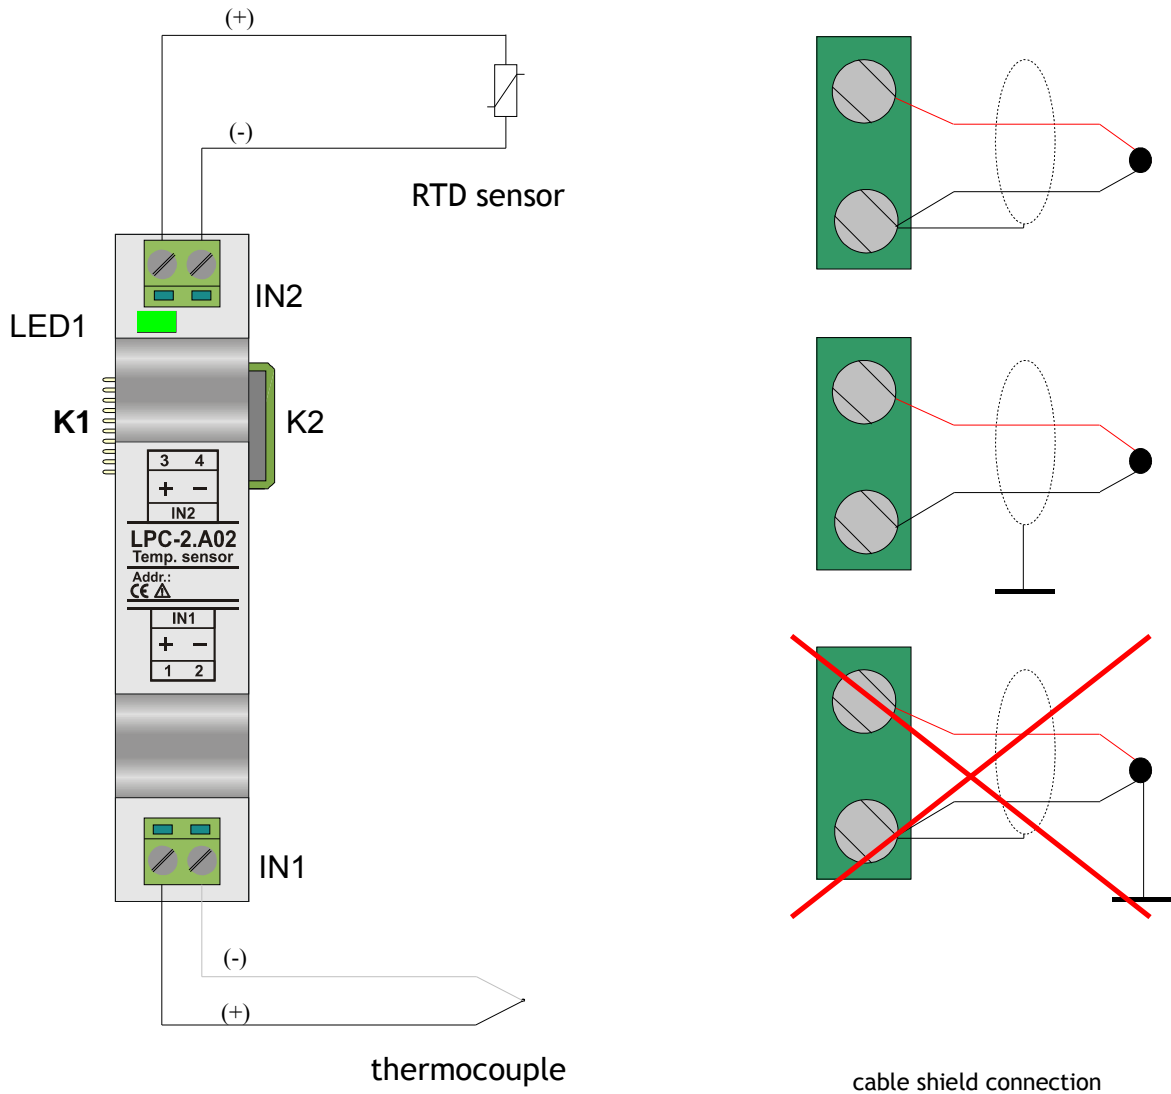 (+)
(-)
RTD sensor
IN2
LED1
K1
K2
3 4
+ −
IN2
LPC-2.A02
Temp. sensor
Addr.:
CE
IN1
+ −
1 2
IN1
(-)
(+)
thermocouple
cable shield connection